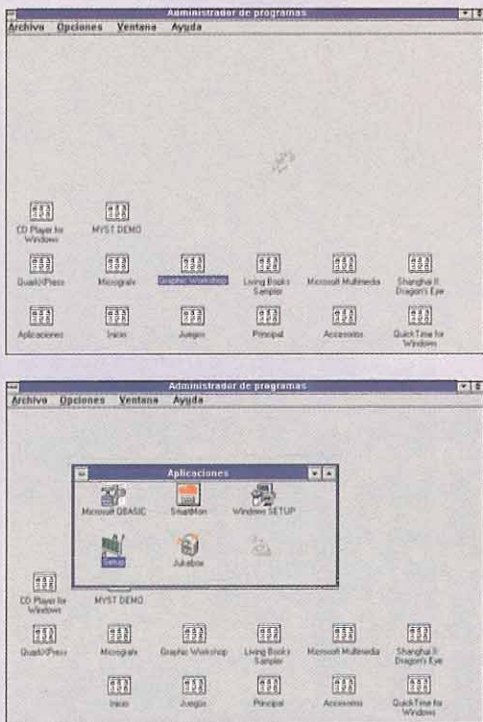 Administrador de programas
Archivo Opciones Ventana Ayuda
CD Player for Windows
MYST DEMO
QuarkXPress
Micrografx
Graphic Workshop
Living Books Sampler
Microsoft Multimedia
Shanghai II: Dragon's Eye
Aplicaciones
Inicio
Juegos
Principal
Accesorios
QuickTime for Windows
Administrador de programas
Archivo Opciones Ventana Ayuda
Aplicaciones
Microsoft QBASIC
SmartMon
Windows SETUP
Setup
Jukebox
CD Player for Windows
MYST DEMO
QuarkXPress
Micrografx
Graphic Workshop
Living Books Sampler
Microsoft Multimedia
Shanghai II: Dragon's Eye
Inicio
Juegos
Principal
Accesorios
QuickTime for Windows